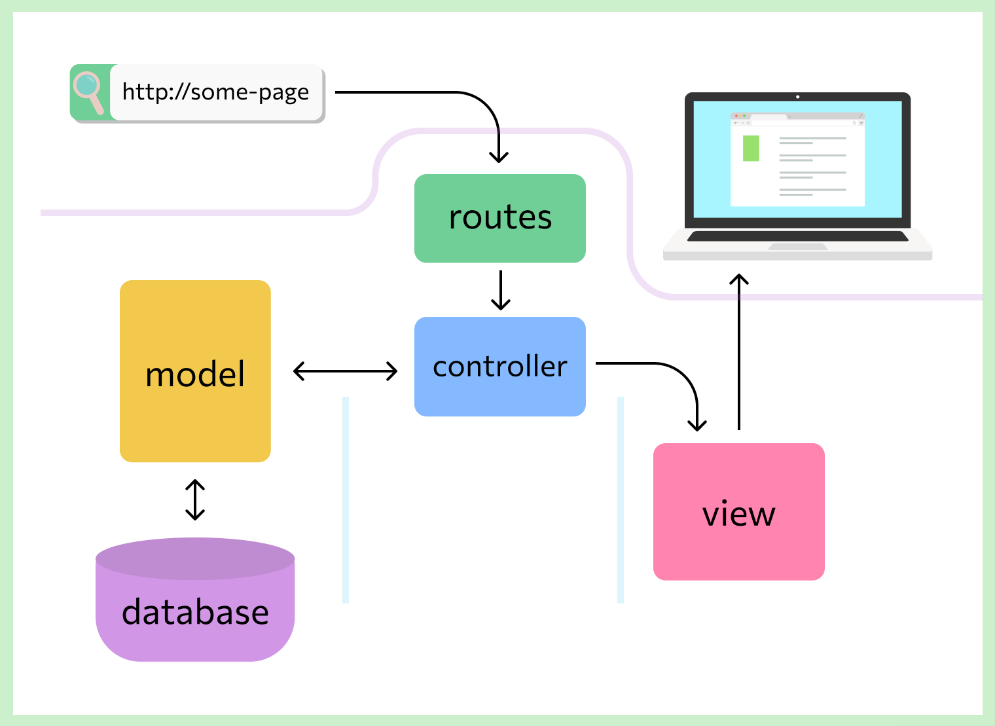 http://some-page
routes
controller
model
view
database